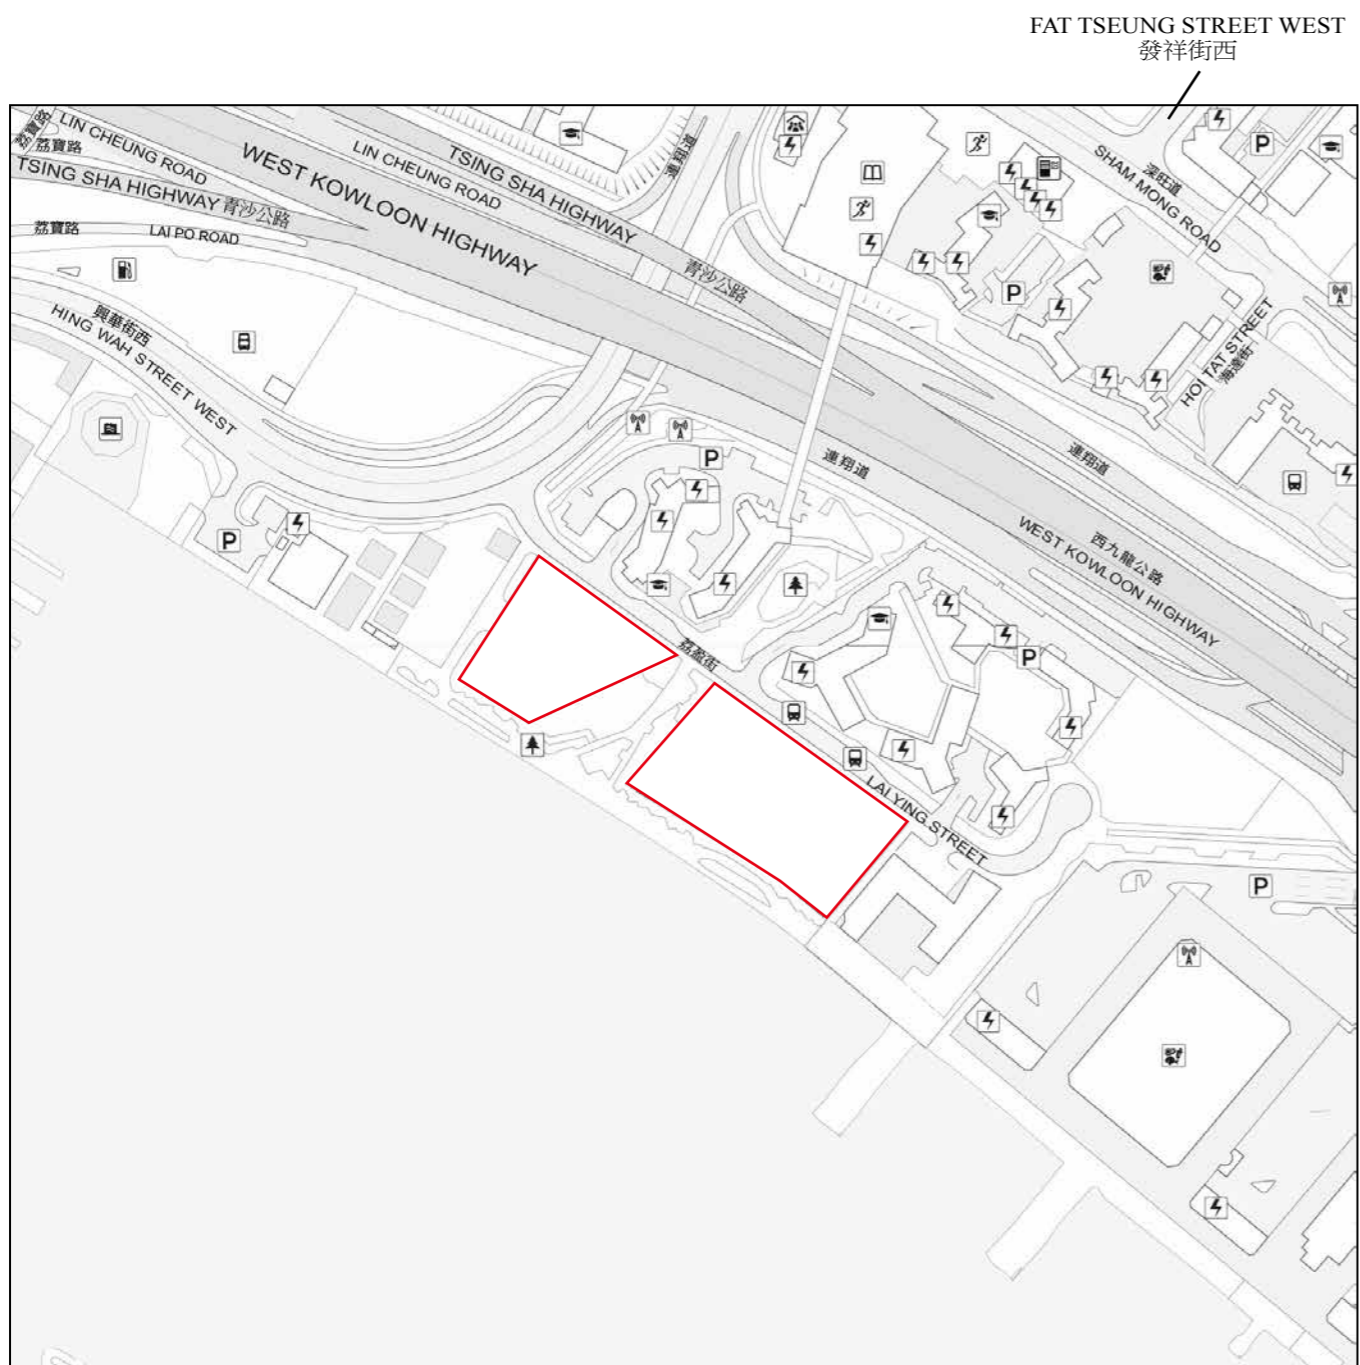 FAT TSEUNG STREET WEST
發祥街西
荔寶路
LIN CHEUNG ROAD
荔寶路
TSING SHA HIGHWAY 青沙公路
荔寶路
LAI PO ROAD
WEST KOWLOON HIGHWAY
LIN CHEUNG ROAD
TSING SHA HIGHWAY
青沙公路
連翔道
深旺道
SHAM MONG ROAD
P
P
HOI TAT STREET
海達街
興華街西
HING WAH STREET WEST
P
P
連翔道
連翔道
西九龍公路
WEST KOWLOON HIGHWAY
荔盈街
P
LAI YING STREET
P